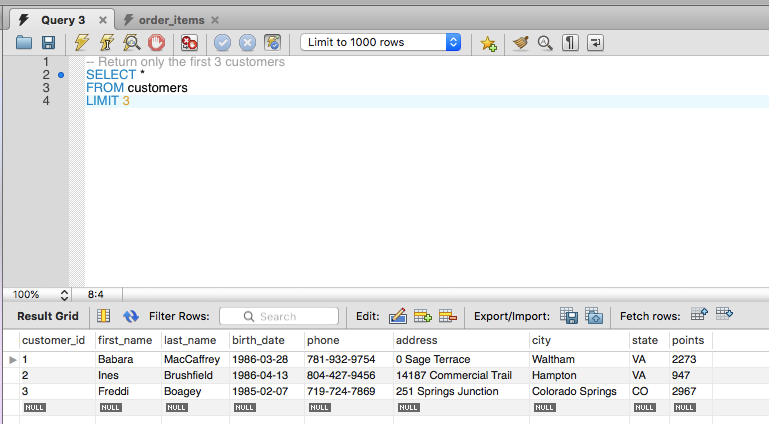 Query 3 order_items
Limit to 1000 rows
1 -- Return only the first 3 customers
2 SELECT *
3 FROM customers
4 LIMIT 3
100% 8:4
Result Grid Filter Rows: Search Edit: Export/Import: Fetch rows:
customer_id first_name last_name birth_date phone address city state points
1 Babara MacCaffrey 1986-03-28 781-932-9754 0 Sage Terrace Waltham VA 2273
2 Ines Brushfield 1986-04-13 804-427-9456 14187 Commercial Trail Hampton VA 947
3 Freddi Boagey 1985-02-07 719-724-7869 251 Springs Junction Colorado Springs CO 2967
NULL NULL NULL NULL NULL NULL NULL NULL NULL